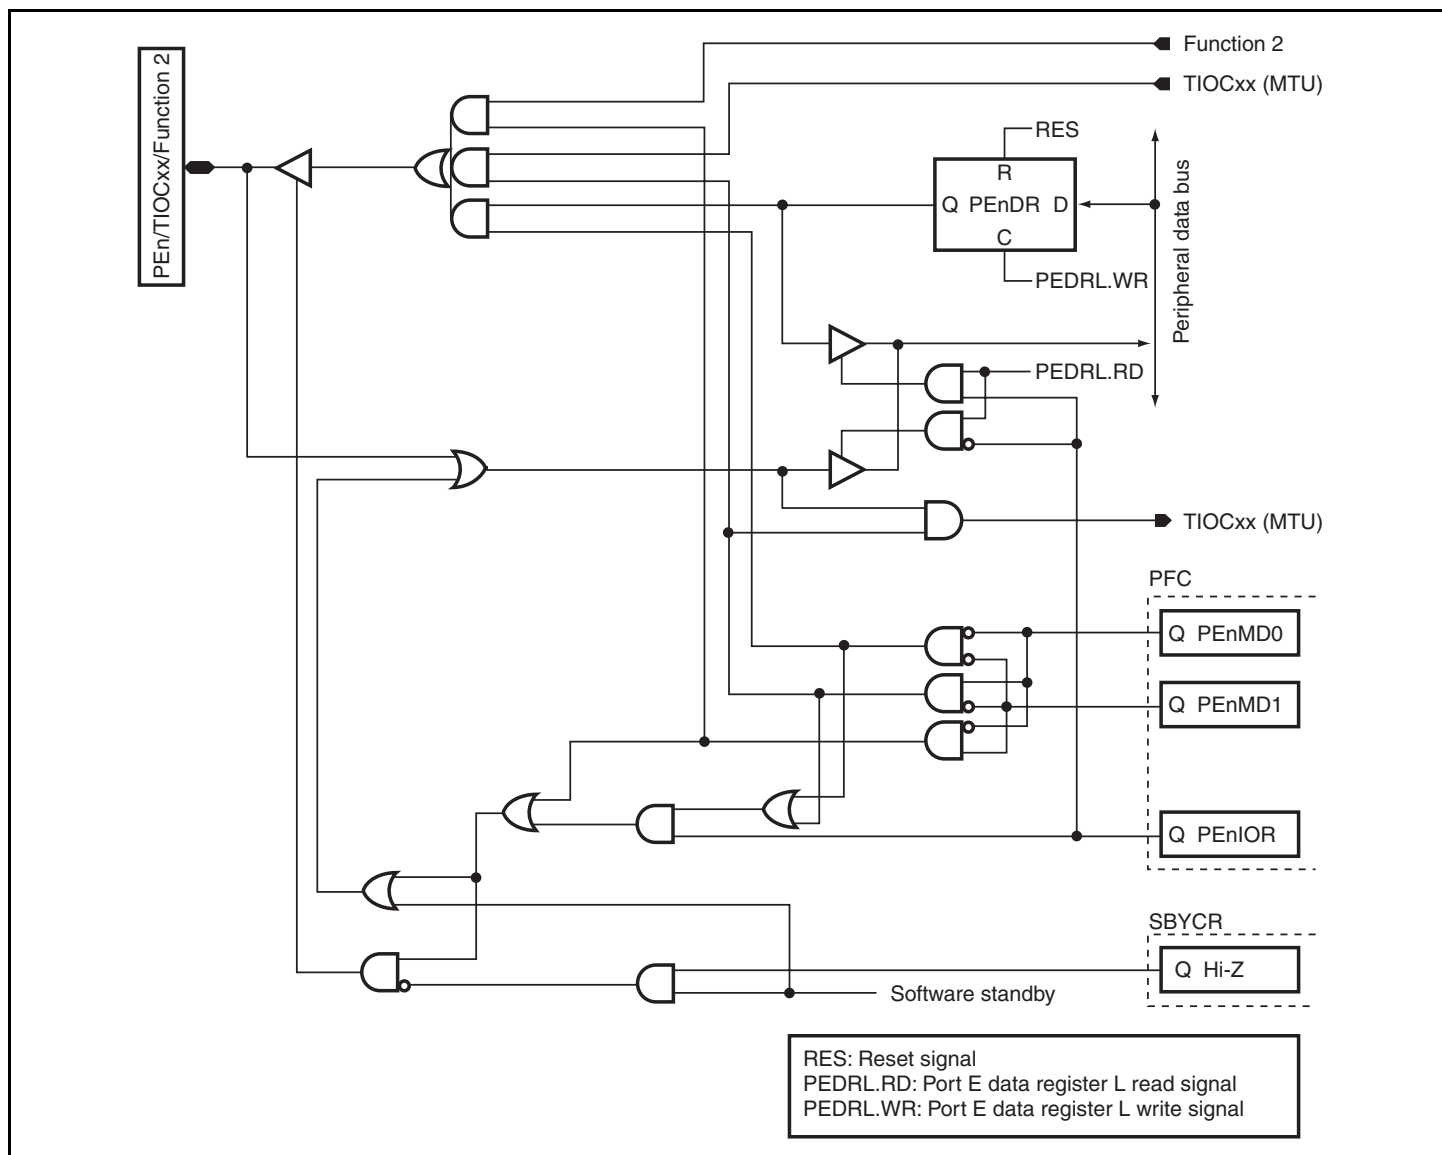 PEn/TIOCxx/Function 2
Function 2
TIOCxx (MTU)
RES
R
Q PEnDR D
C
PEDRL.WR
Peripheral data bus
PEDRL.RD
TIOCxx (MTU)
PFC
Q PEnMD0
Q PEnMD1
Q PEnIOR
SBYCR
Q Hi-Z
Software standby
RES: Reset signal
PEDRL.RD: Port E data register L read signal
PEDRL.WR: Port E data register L write signal